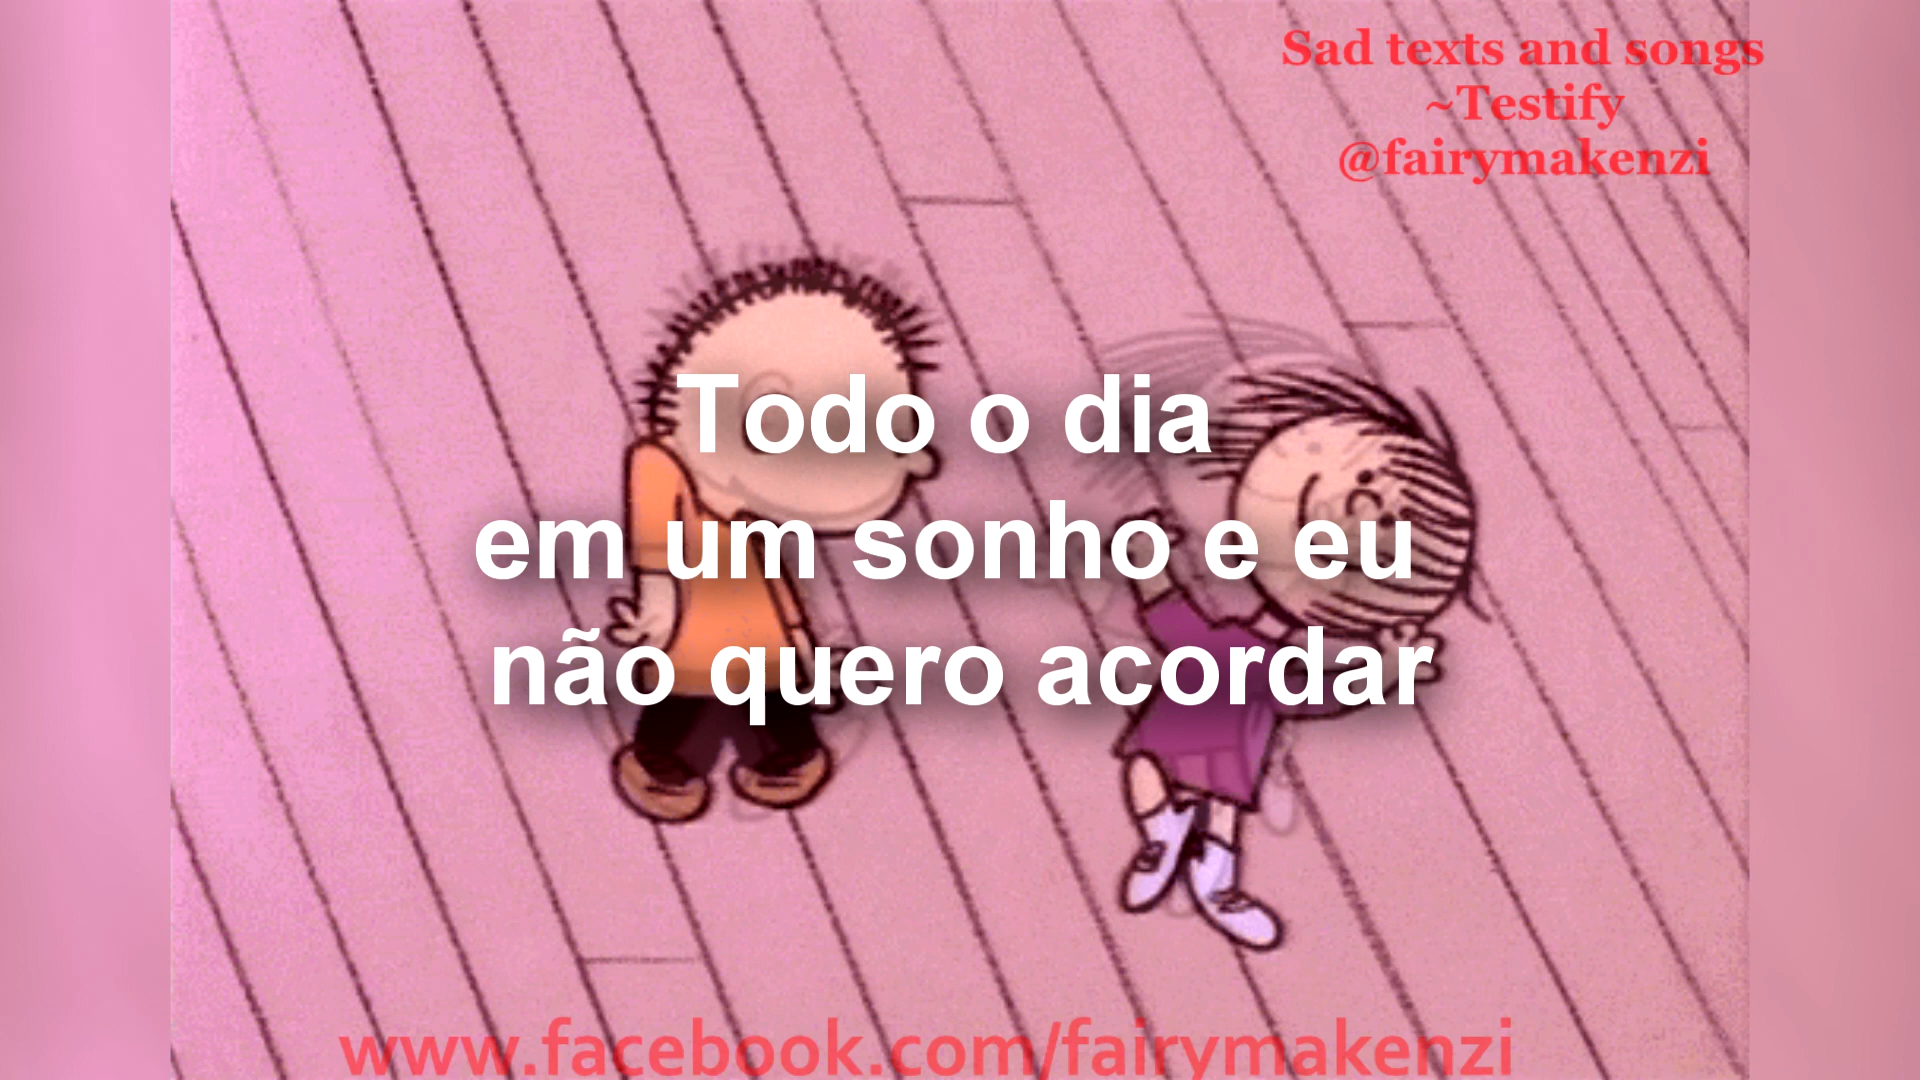 Sad texts and songs
~Testify
@fairymakenzi
Todo o dia
em um sonho e eu
não quero acordar
www.facebook.com/fairymakenzi